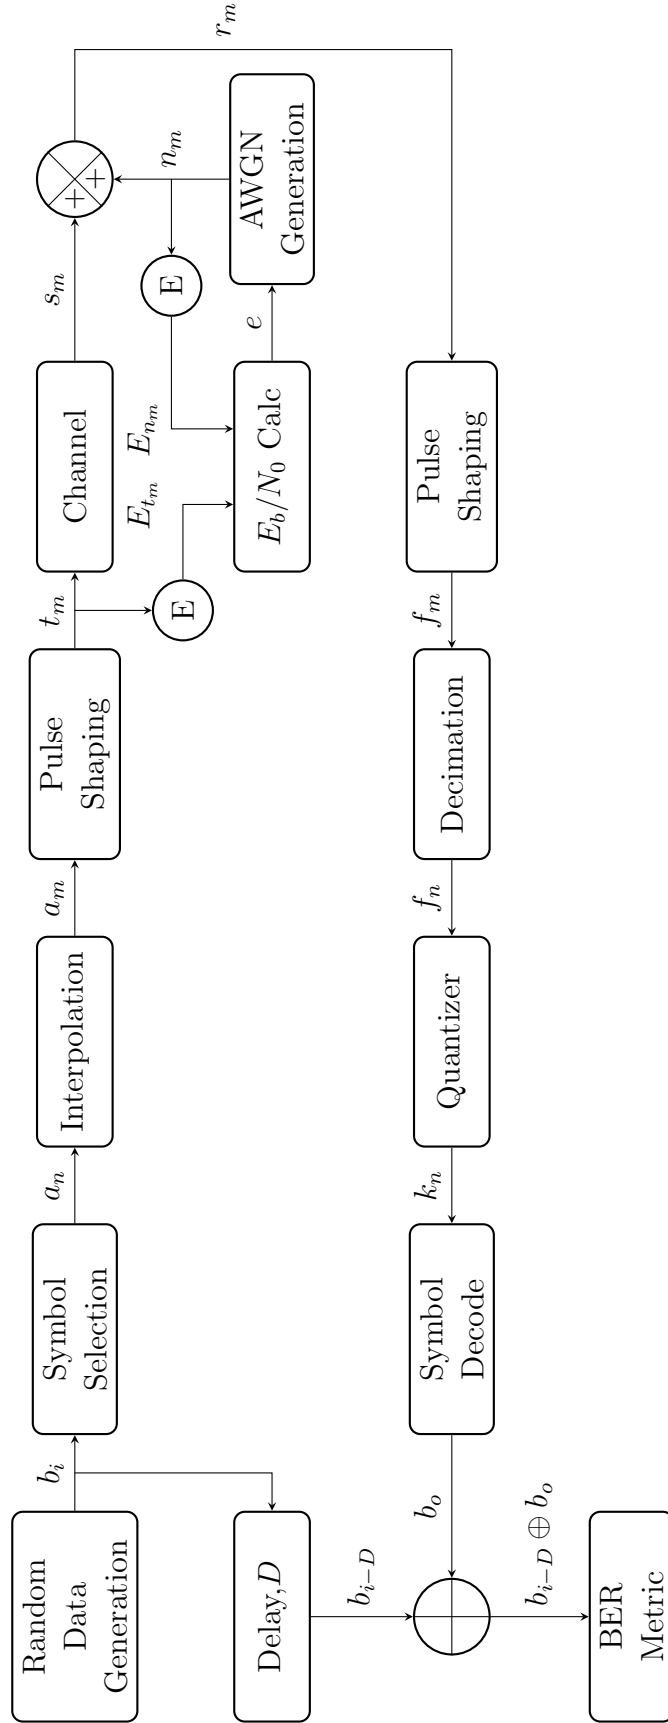 Random
Data
Generation
b_i
Symbol
Selection
a_n
Interpolation
a_m
Pulse
Shaping
t_m
Channel
s_m
+
+
r_m
n_m
E
E_{t_m}
E_{n_m}
E
E_b/N_0 Calc
e
AWGN
Generation
Delay,D
b_{i-D}
b_o
Symbol
Decode
k_n
Quantizer
f_n
Decimation
f_m
Pulse
Shaping
b_{i-D} ⊕ b_o
BER
Metric